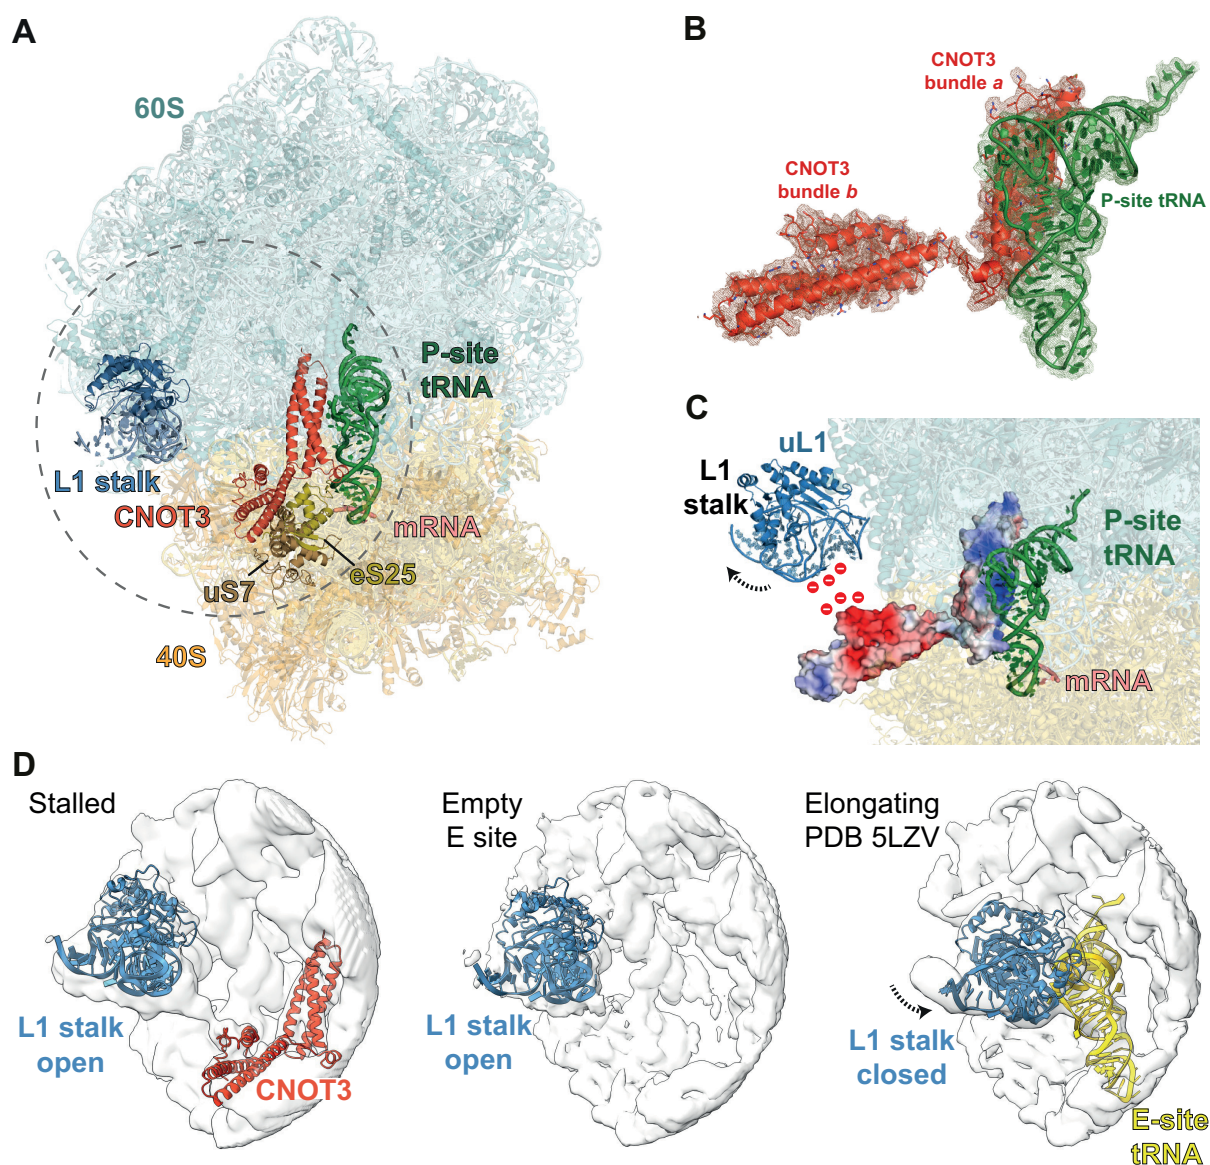 A
60S
P-site
tRNA
L1 stalk
CNOT3
mRNA
uS7
eS25
40S
B
CNOT3
bundle a
CNOT3
bundle b
P-site tRNA
C
uL1
L1
stalk
P-site
tRNA
mRNA
D
Stalled
L1 stalk
open
CNOT3
Empty
E site
L1 stalk
open
Elongating
PDB 5LZV
L1 stalk
closed
E-site
tRNA